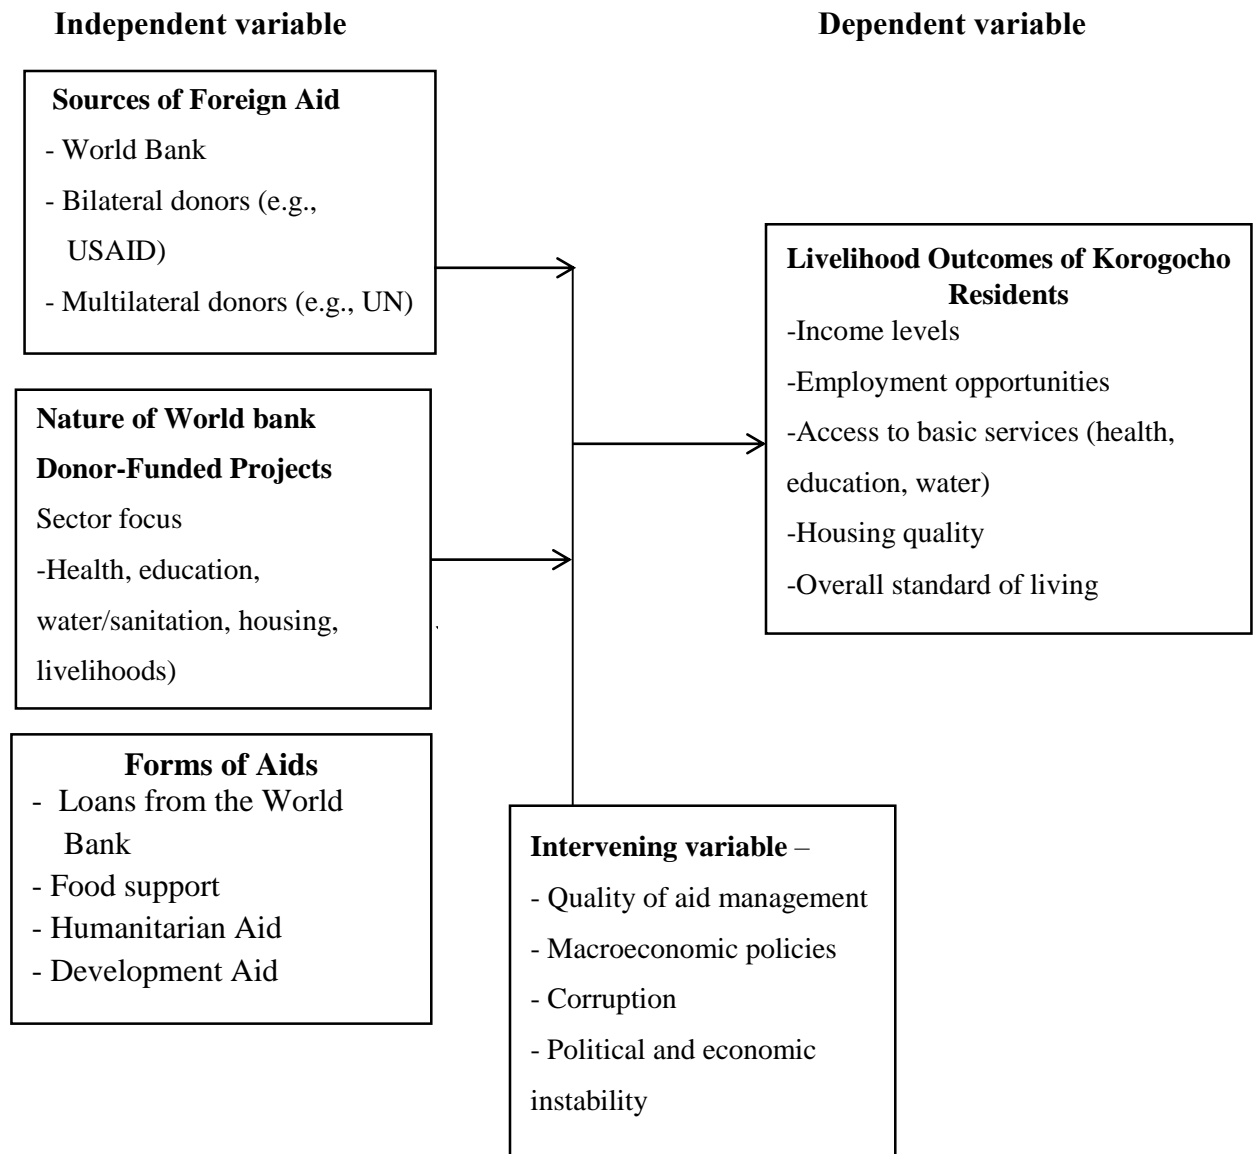 Independent variable
Dependent variable
Sources of Foreign Aid
- World Bank
- Bilateral donors (e.g.,
USAID)
- Multilateral donors (e.g., UN)
Nature of World bank
Donor-Funded Projects
Sector focus
-Health, education,
water/sanitation, housing,
livelihoods)
Forms of Aids
- Loans from the World
Bank
- Food support
- Humanitarian Aid
- Development Aid
Livelihood Outcomes of Korogocho
Residents
-Income levels
-Employment opportunities
-Access to basic services (health,
education, water)
-Housing quality
-Overall standard of living
Intervening variable –
- Quality of aid management
- Macroeconomic policies
- Corruption
- Political and economic
instability